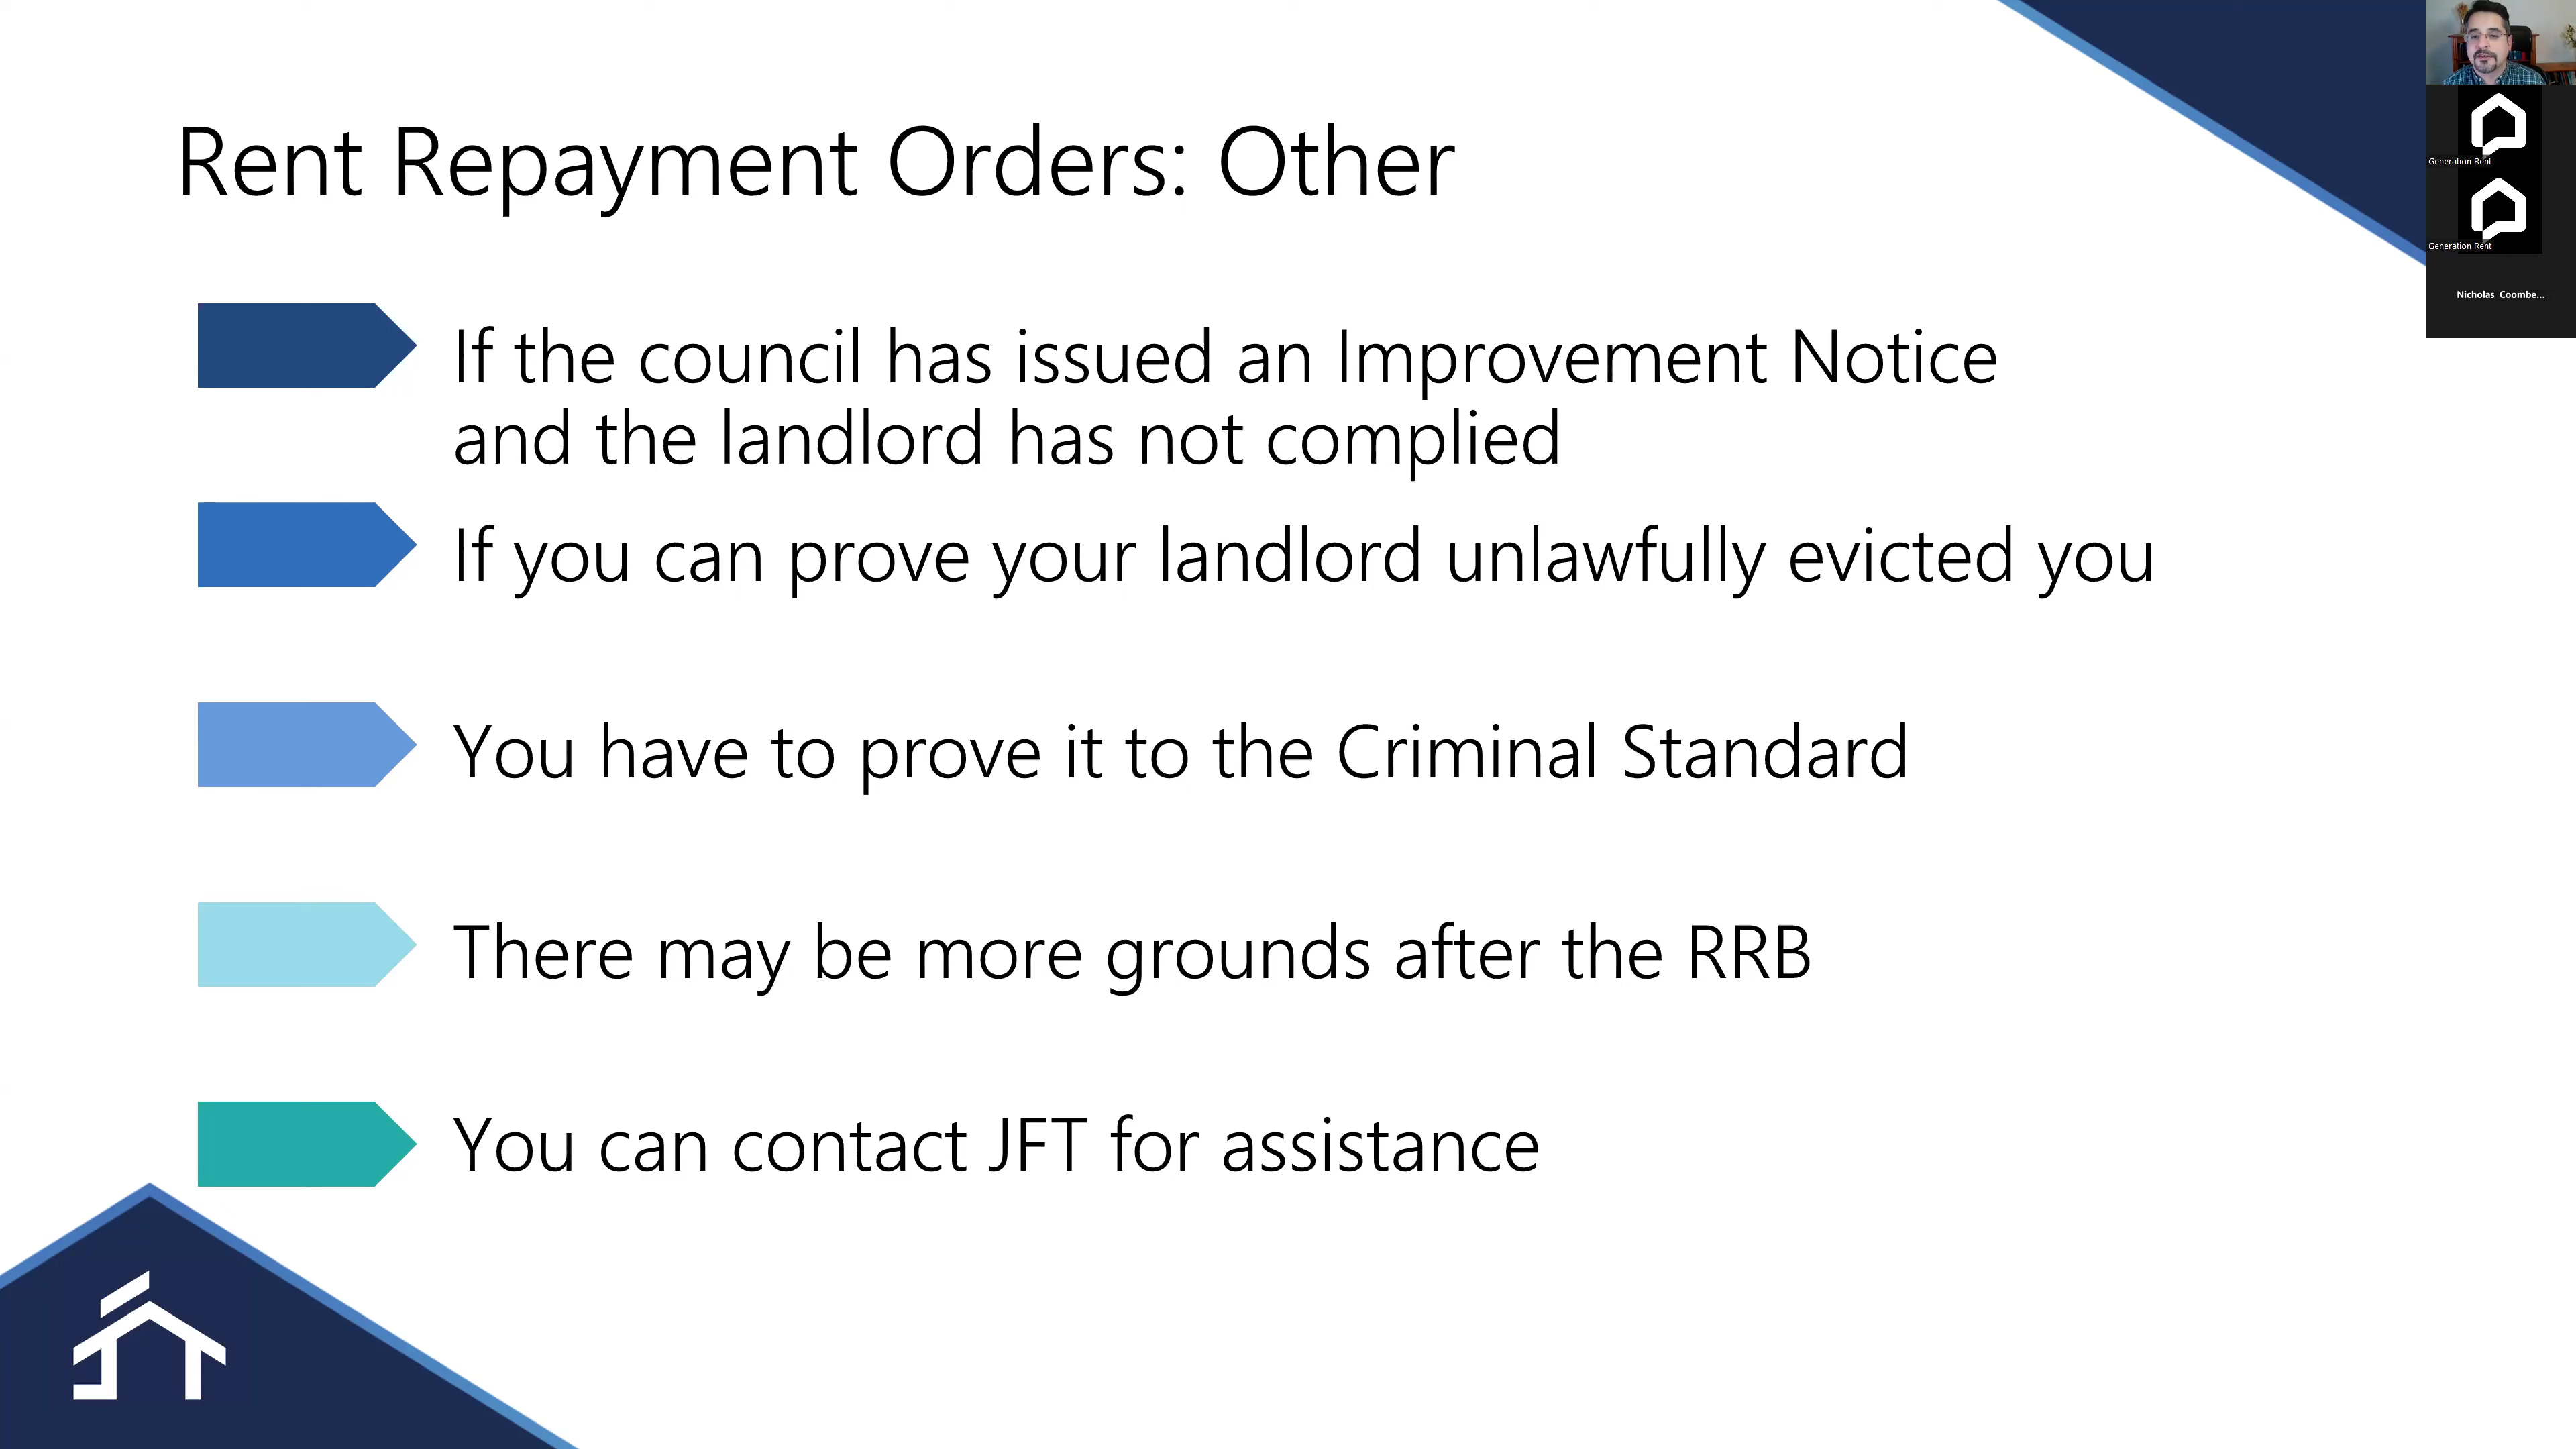 Rent Repayment Orders: Other
If the council has issued an Improvement Notice
and the landlord has not complied
If you can prove your landlord unlawfully evicted you
You have to prove it to the Criminal Standard
There may be more grounds after the RRB
You can contact JFT for assistance
Generation Rent
Generation Rent
Nicholas Coombe...